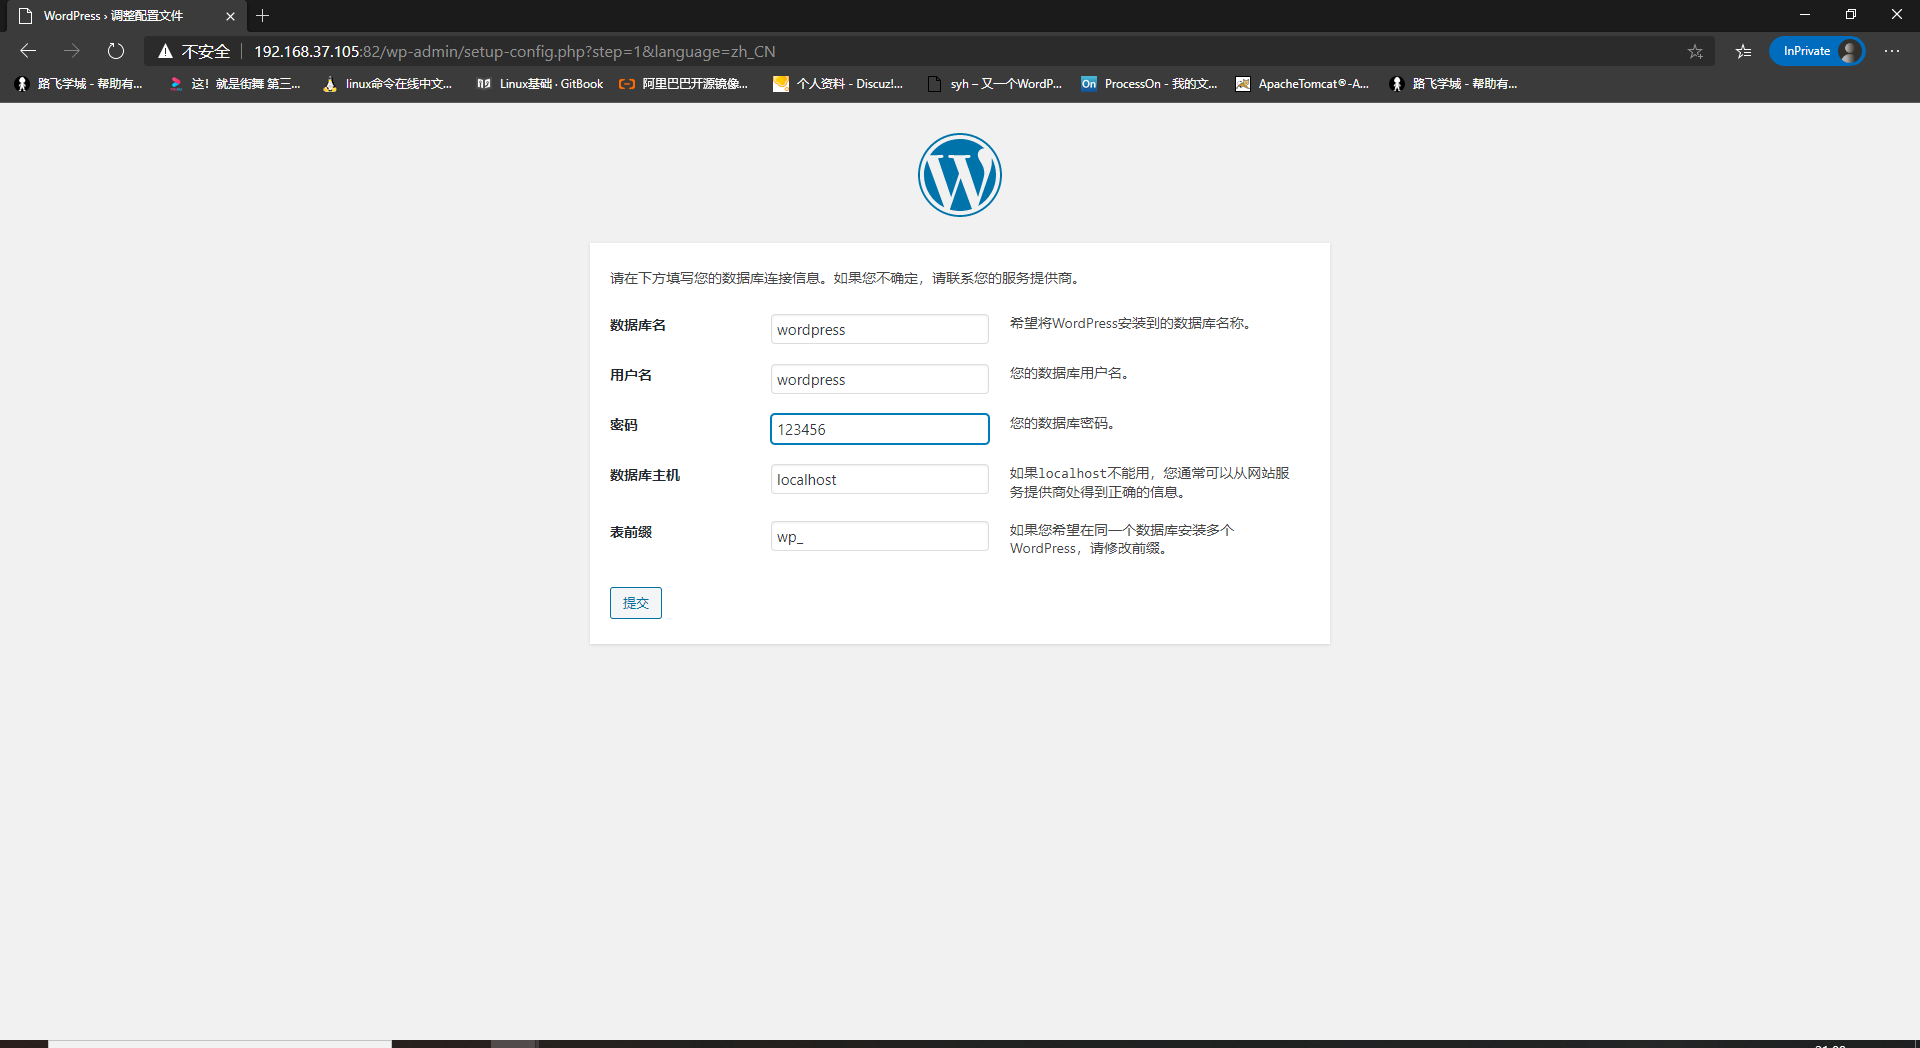 WordPress › 调整配置文件
不安全 192.168.37.105:82/wp-admin/setup-config.php?step=1&language=zh_CN
InPrivate
路飞学城 - 帮助有... 这！就是街舞 第三... linux命令在线中文... Linux基础 · GitBook 阿里巴巴开源镜像... 个人资料 - Discuz!... syh – 又一个WordP... On ProcessOn - 我的文... ApacheTomcat®-A... 路飞学城 - 帮助有...
请在下方填写您的数据库连接信息。如果您不确定，请联系您的服务提供商。
数据库名 wordpress 希望将WordPress安装到的数据库名称。
用户名 wordpress 您的数据库用户名。
密码 123456 您的数据库密码。
数据库主机 localhost 如果localhost不能用，您通常可以从网站服
务提供商处得到正确的信息。
表前缀 wp_ 如果您希望在同一个数据库安装多个
WordPress，请修改前缀。
提交